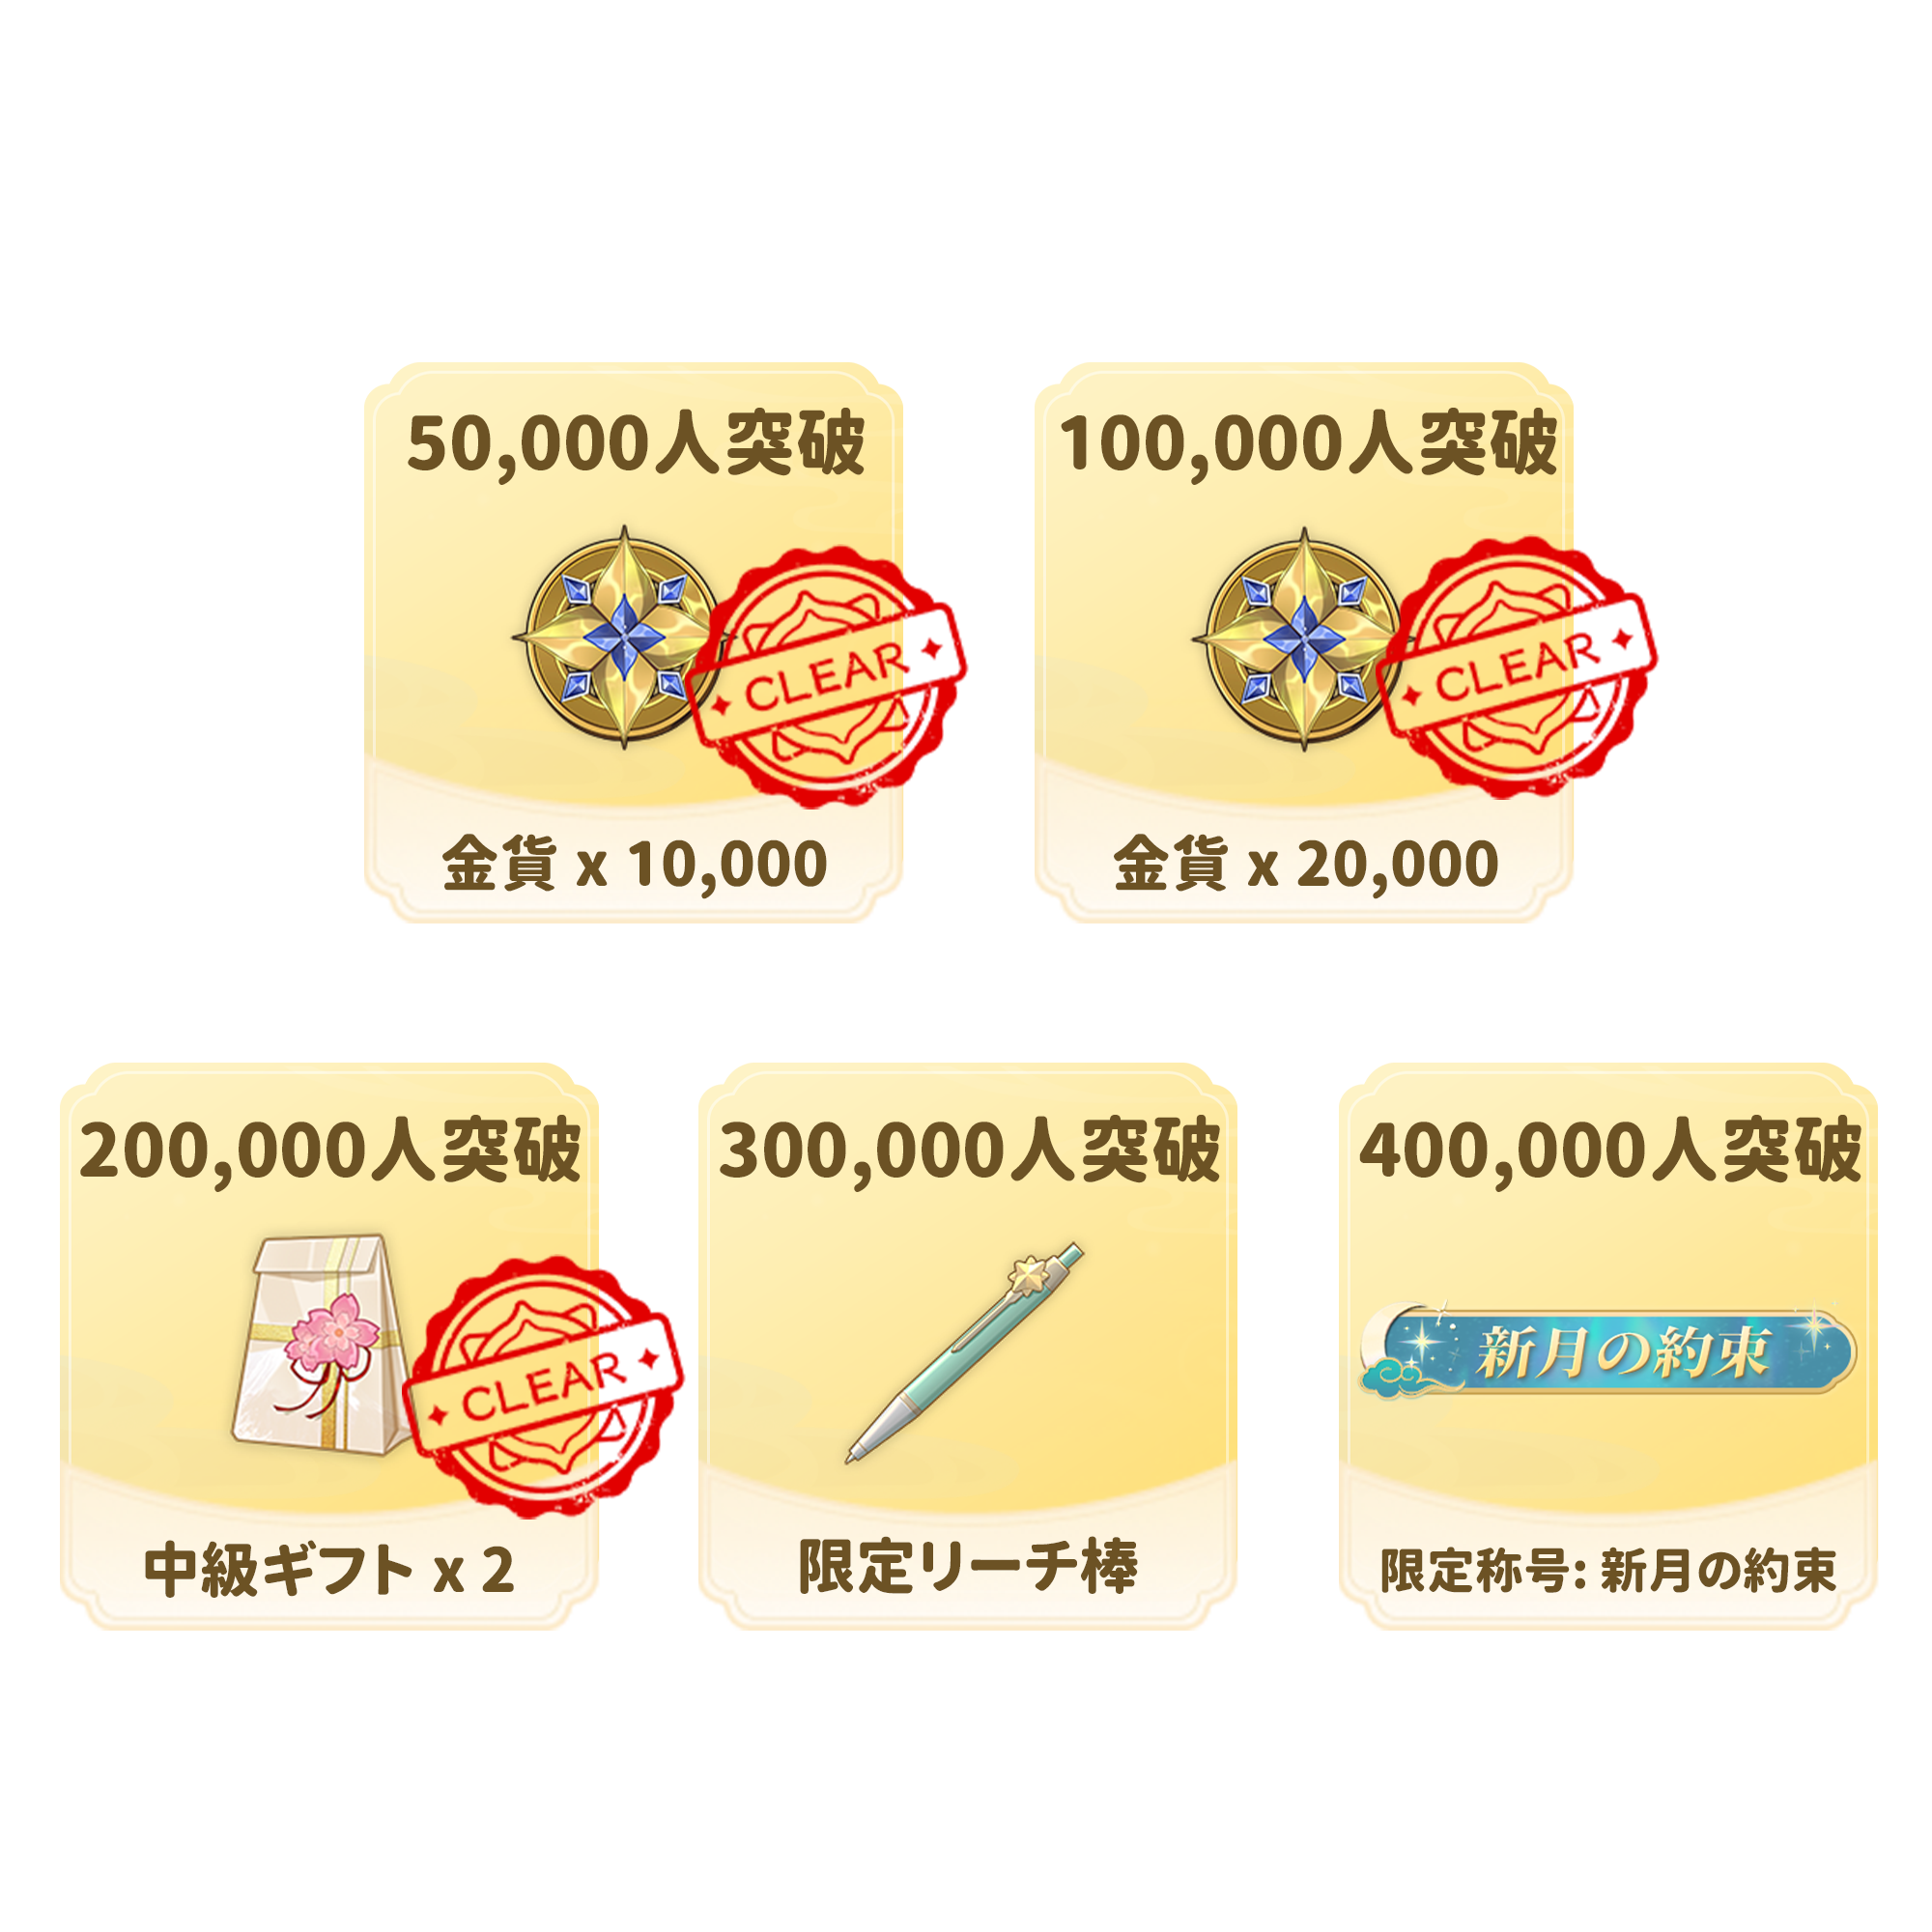 50,000人突破
CLEAR
金貨 x 10,000
100,000人突破
CLEAR
金貨 x 20,000
200,000人突破
CLEAR
中級ギフト x 2
300,000人突破
限定リーチ棒
400,000人突破
新月の約束
限定称号: 新月の約束